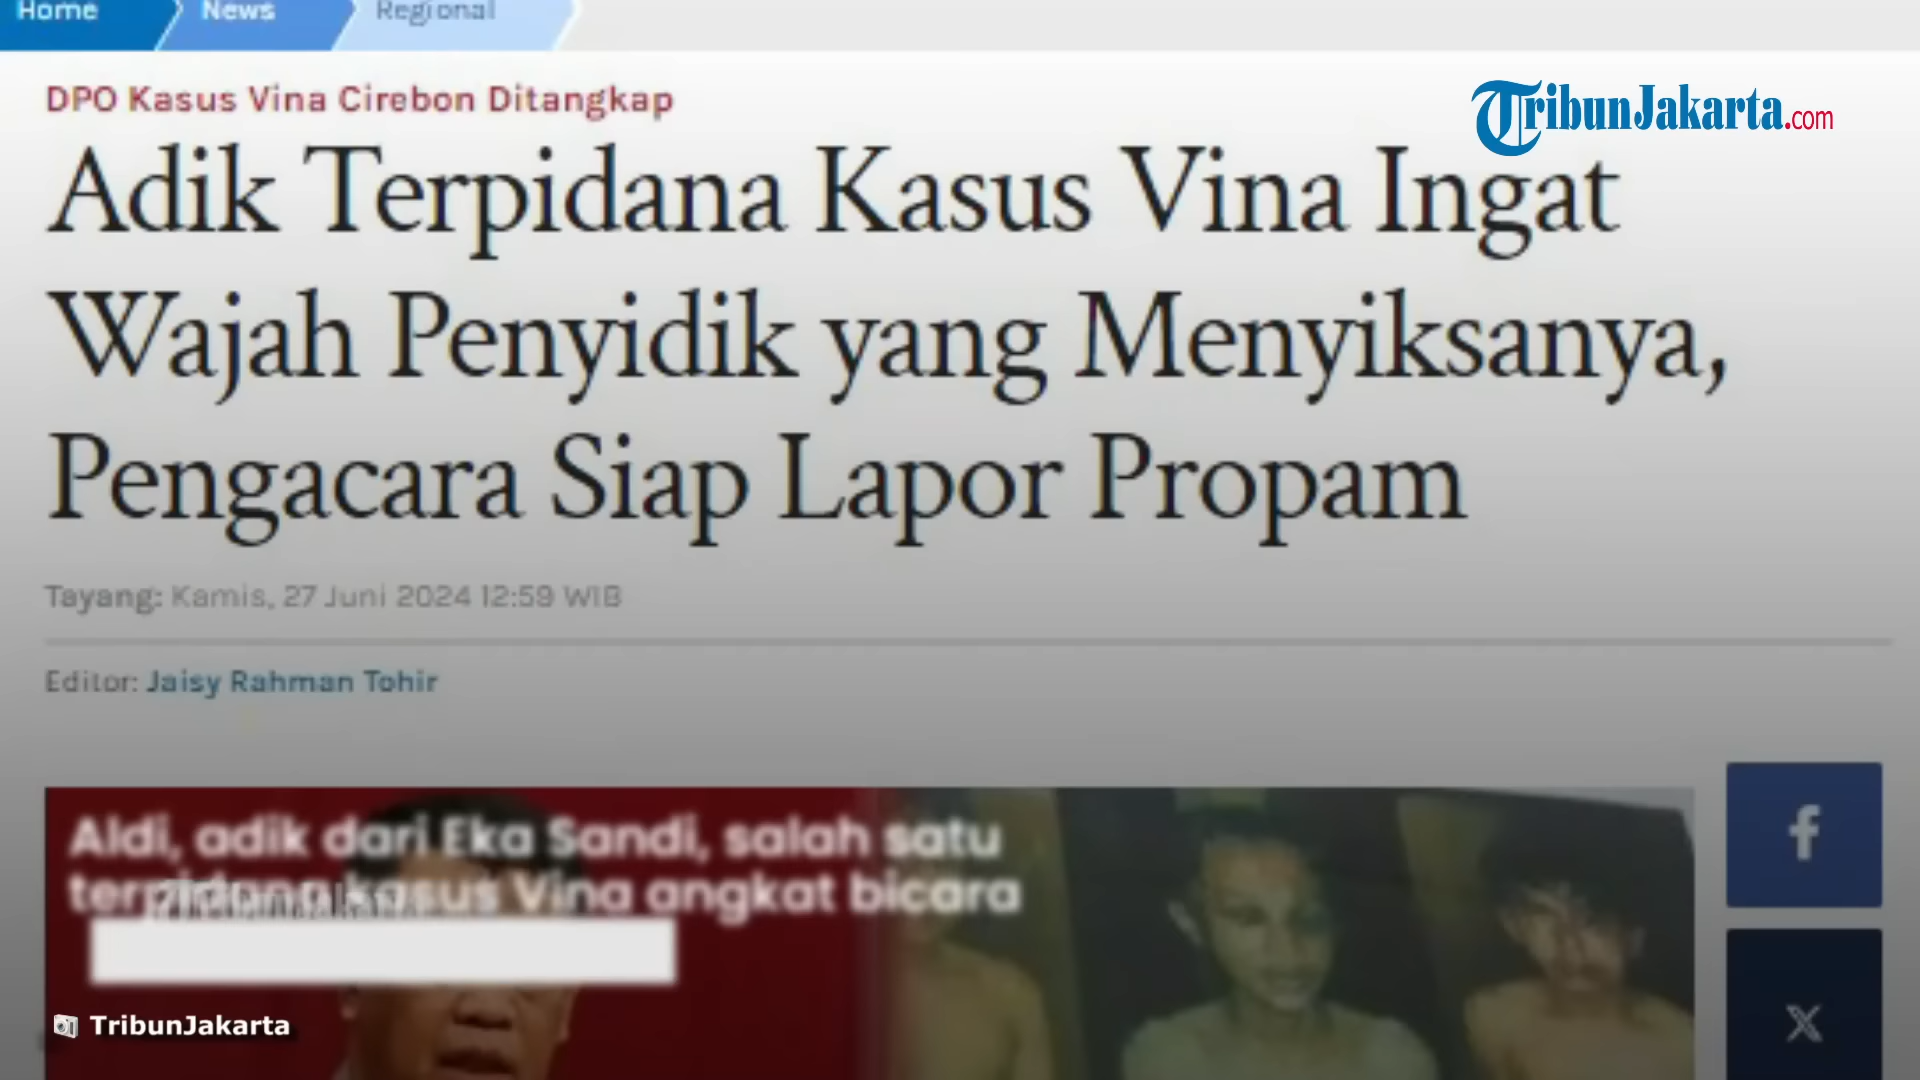 Home News Regional
DPO Kasus Vina Cirebon Ditangkap
TribunJakarta.com
Adik Terpidana Kasus Vina Ingat
Wajah Penyidik yang Menyiksanya,
Pengacara Siap Lapor Propam
Tayang: Kamis, 27 Juni 2024 12:59 WIB
Editor: Jaisy Rahman Tohir
Aldi, adik dari Eka Sandi, salah satu
terpidana kasus Vina angkat bicara
TribunJakarta